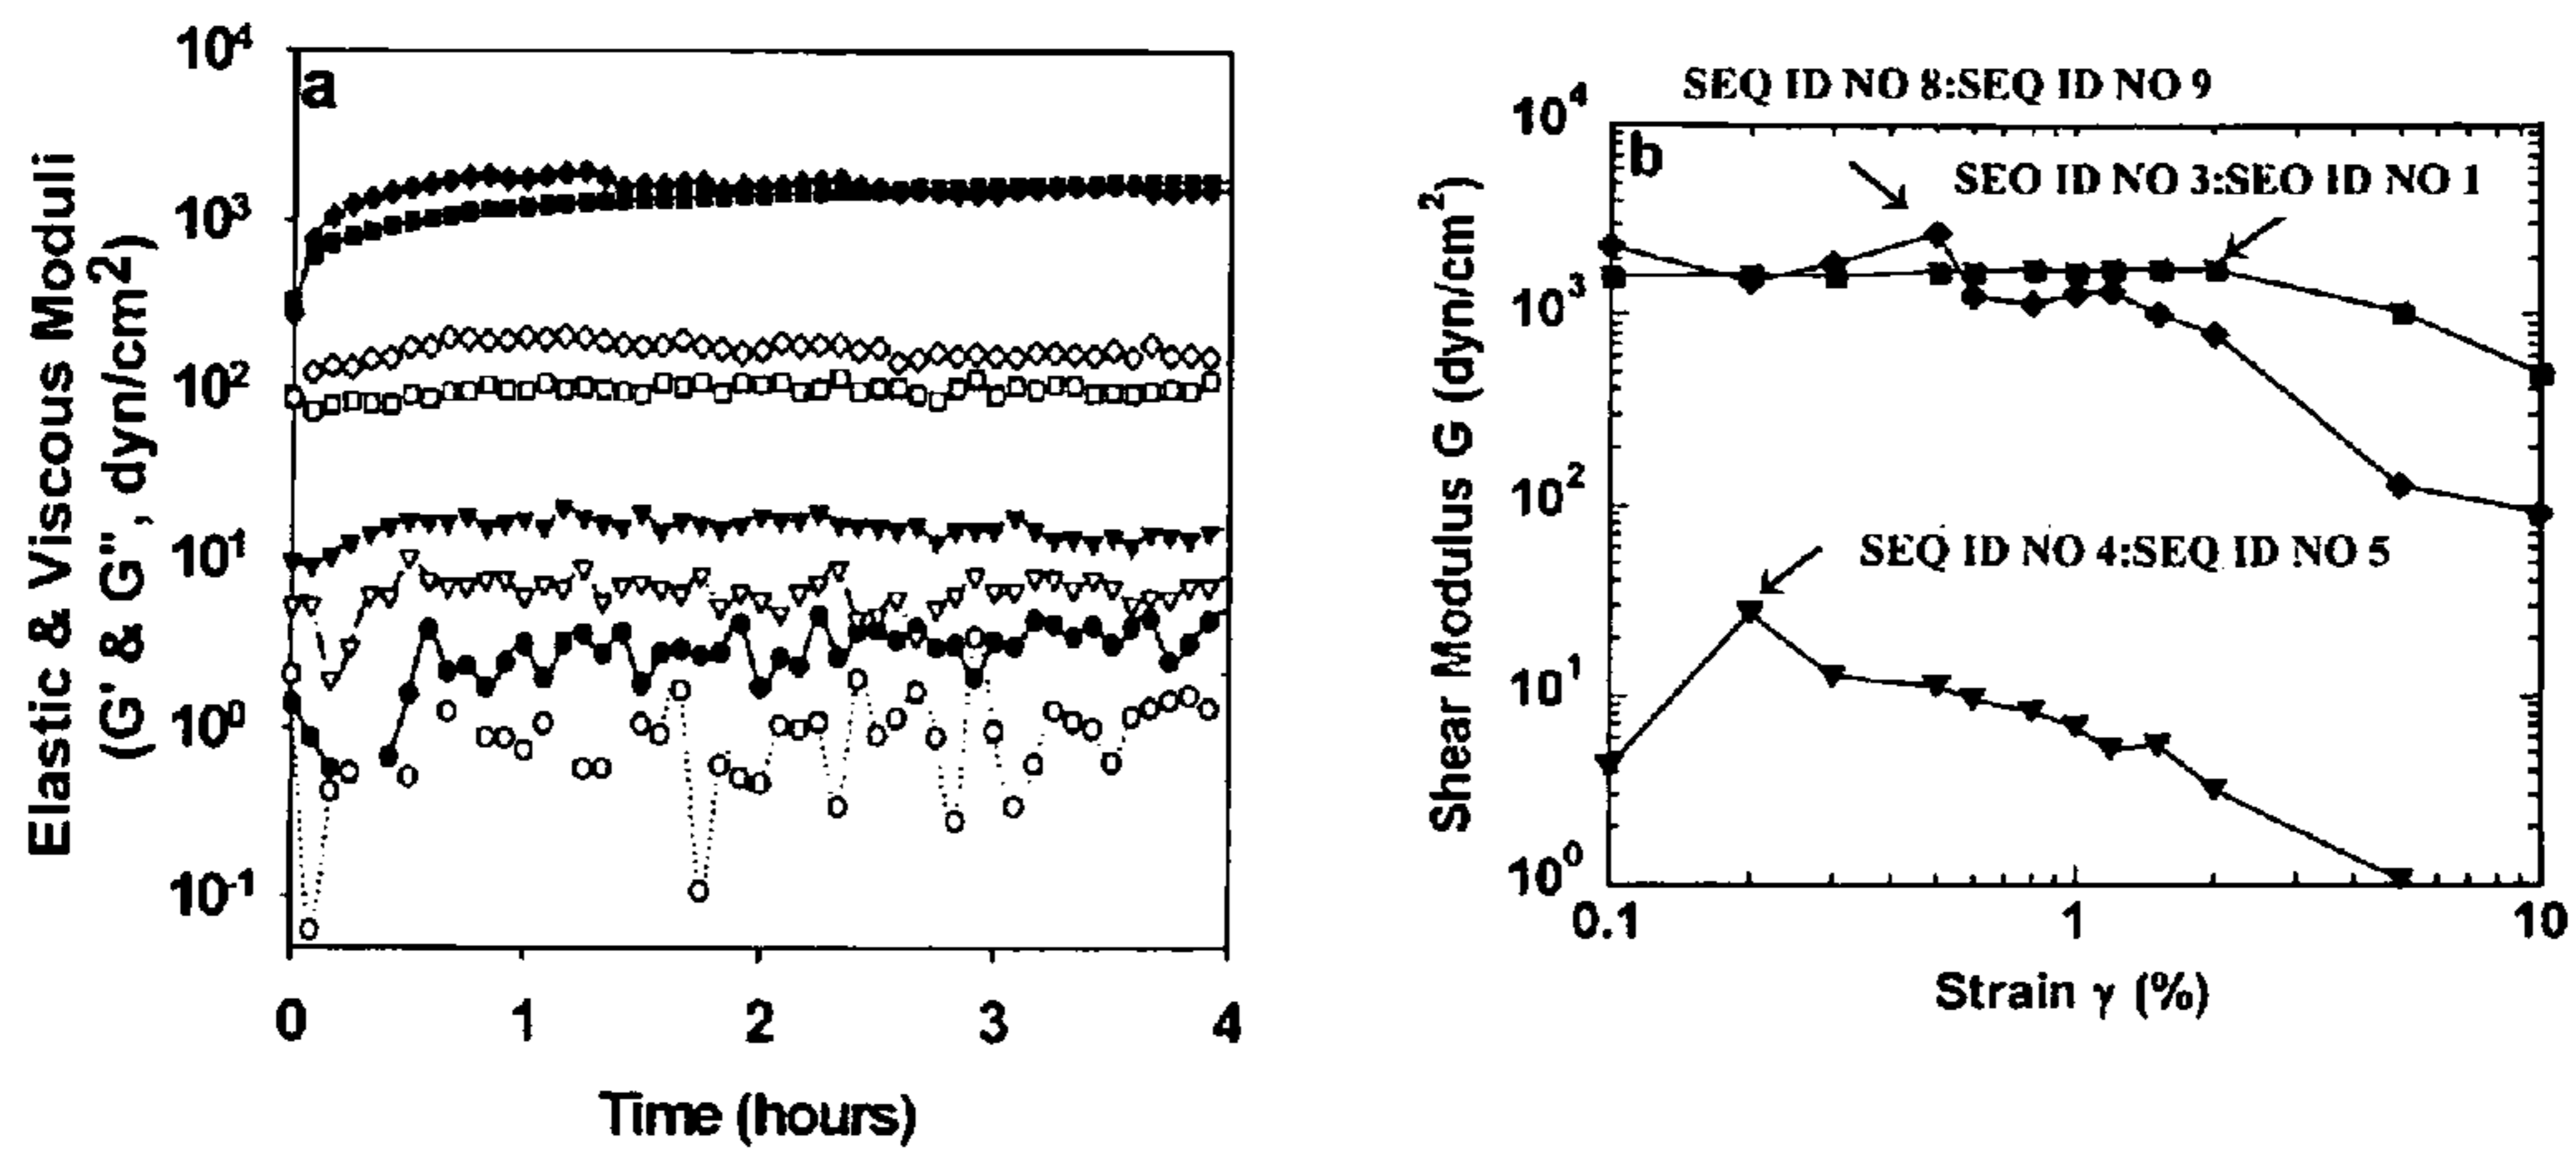 10⁴
a
10³
10²
10¹
10⁰
10⁻¹
Elastic & Viscous Moduli
(G' & G", dyn/cm²)
0 1 2 3 4
Time (hours)
SEQ ID NO 8:SEQ ID NO 9
10⁴
b
SEO ID NO 3:SEO ID NO 1
10³
10²
SEQ ID NO 4:SEQ ID NO 5
10¹
10⁰
Shear Modulus G (dyn/cm²)
0.1 1 10
Strain γ (%)